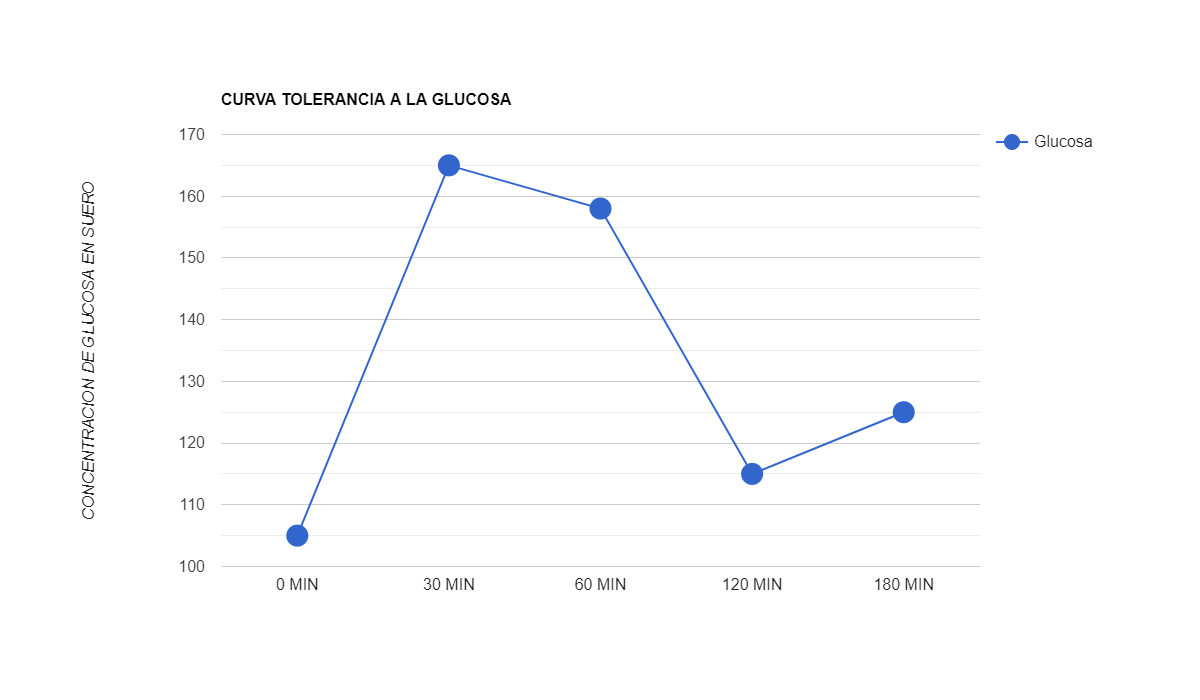 CURVA TOLERANCIA A LA GLUCOSA
Glucosa
CONCENTRACION DE GLUCOSA EN SUERO
170
160
150
140
130
120
110
100
0 MIN
30 MIN
60 MIN
120 MIN
180 MIN